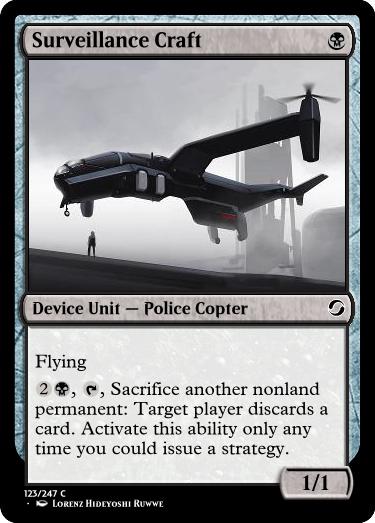 Surveillance Craft
Device Unit — Police Copter
Flying
2, , Sacrifice another nonland
permanent: Target player discards a
card. Activate this ability only any
time you could issue a strategy.
1/1
123/247 C
· Lorenz Hideyoshi Ruwwe